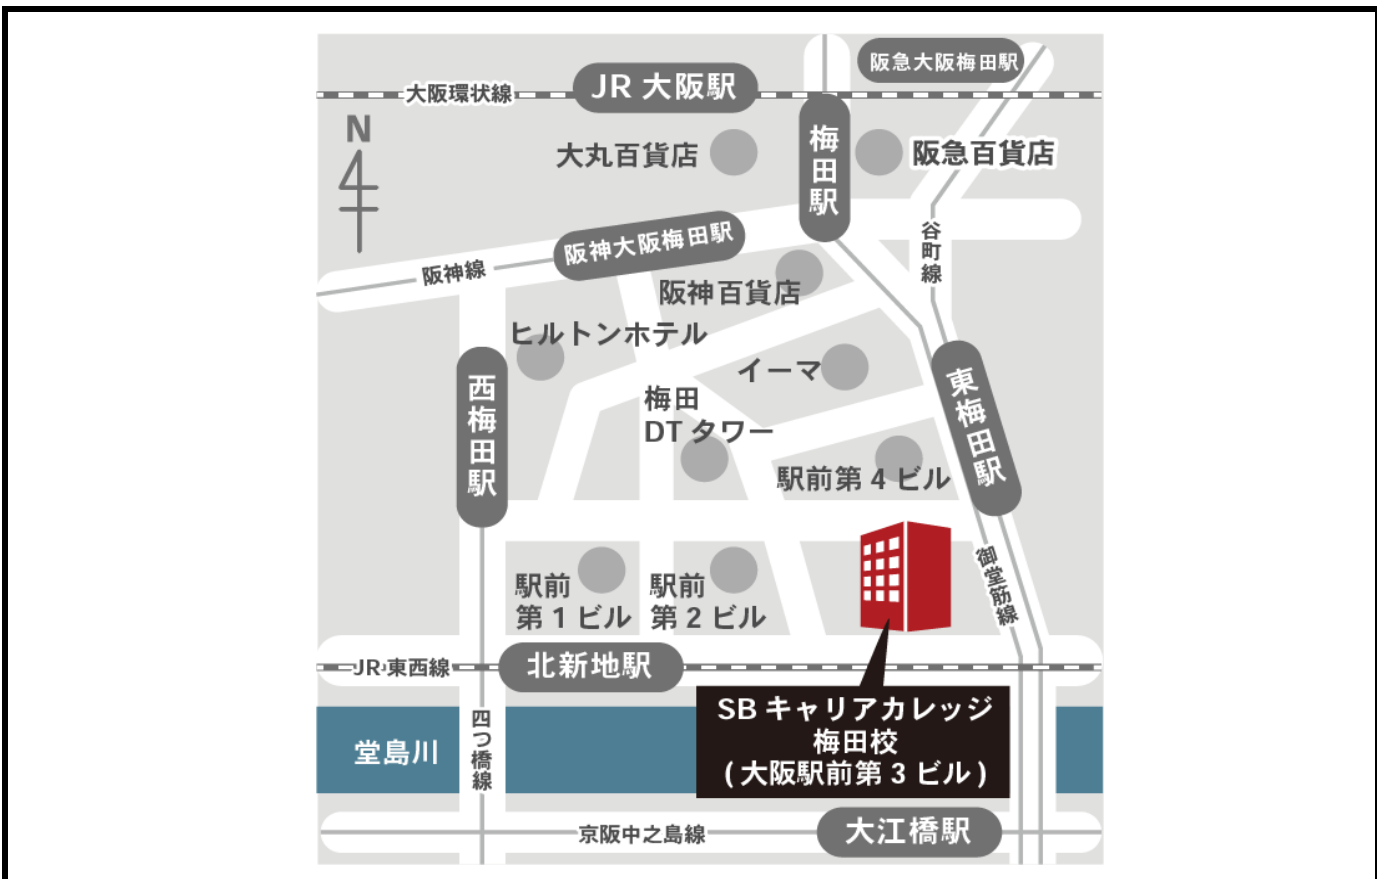 阪急大阪梅田駅
JR 大阪駅
大阪環状線
N
梅田駅
大丸百貨店
阪急百貨店
阪神大阪梅田駅
谷町線
阪神線
阪神百貨店
ヒルトンホテル
イーマ
西梅田駅
東梅田駅
梅田
DT タワー
駅前第 4 ビル
御堂筋線
駅前
第 1 ビル
駅前
第 2 ビル
JR 東西線
北新地駅
SB キャリアカレッジ
梅田校
( 大阪駅前第 3 ビル )
四つ橋線
堂島川
京阪中之島線
大江橋駅